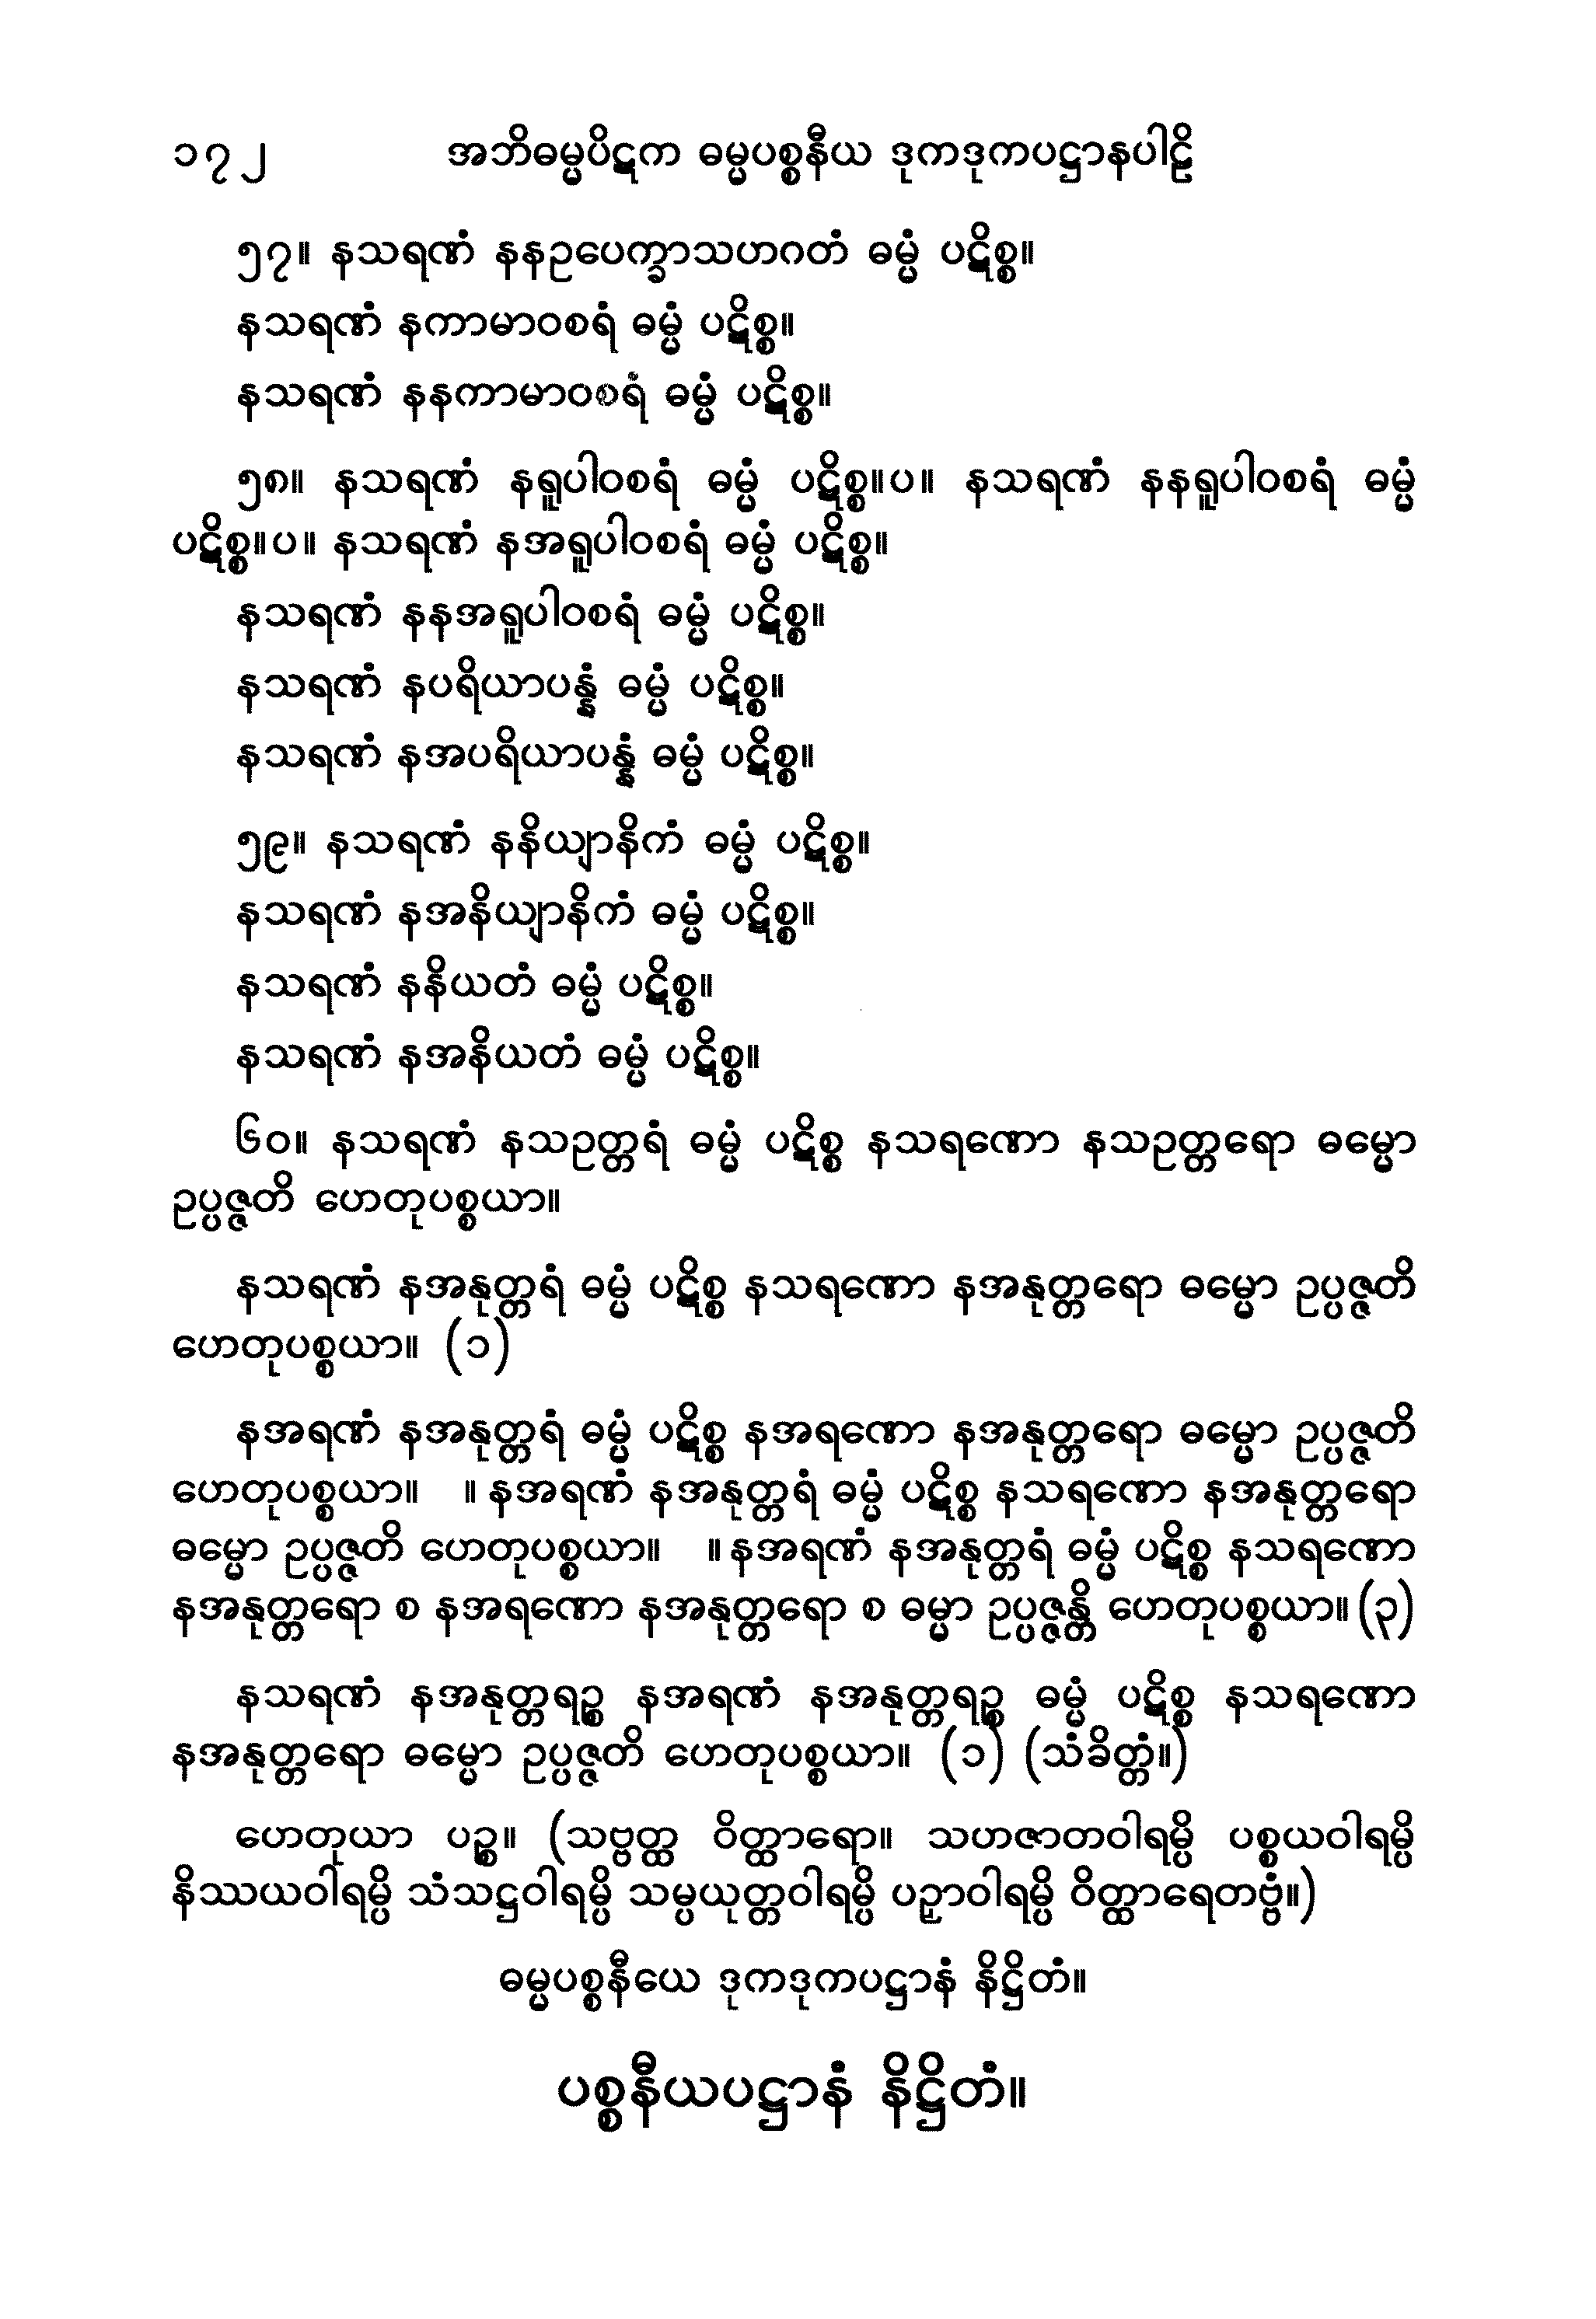 ၁၇၂ အဘိဓမ္မပိဋက ဓမ္မပစ္စနီယ ဒုကဒုကပဋ္ဌာနပါဠိ
၅၇။ နသရဏံ နနဥပေက္ခာသဟဂတံ ဓမ္မံ ပဋိစ္စ။
နသရဏံ နကာမာဝစရံ ဓမ္မံ ပဋိစ္စ။
နသရဏံ နနကာမာဝစရံ ဓမ္မံ ပဋိစ္စ။
၅၈။ နသရဏံ နရူပါဝစရံ ဓမ္မံ ပဋိစ္စ။ပ။ နသရဏံ နနရူပါဝစရံ ဓမ္မံ
ပဋိစ္စ။ပ။ နသရဏံ နအရူပါဝစရံ ဓမ္မံ ပဋိစ္စ။
နသရဏံ နနအရူပါဝစရံ ဓမ္မံ ပဋိစ္စ။
နသရဏံ နပရိယာပန္နံ ဓမ္မံ ပဋိစ္စ။
နသရဏံ နအပရိယာပန္နံ ဓမ္မံ ပဋိစ္စ။
၅၉။ နသရဏံ နနိယျာနိကံ ဓမ္မံ ပဋိစ္စ။
နသရဏံ နအနိယျာနိကံ ဓမ္မံ ပဋိစ္စ။
နသရဏံ နနိယတံ ဓမ္မံ ပဋိစ္စ။
နသရဏံ နအနိယတံ ဓမ္မံ ပဋိစ္စ။
၆၀။ နသရဏံ နသဥတ္တရံ ဓမ္မံ ပဋိစ္စ နသရဏော နသဥတ္တရော ဓမ္မော
ဥပ္ပဇ္ဇတိ ဟေတုပစ္စယာ။
နသရဏံ နအနုတ္တရံ ဓမ္မံ ပဋိစ္စ နသရဏော နအနုတ္တရော ဓမ္မော ဥပ္ပဇ္ဇတိ
ဟေတုပစ္စယာ။ (၁)
နအရဏံ နအနုတ္တရံ ဓမ္မံ ပဋိစ္စ နအရဏော နအနုတ္တရော ဓမ္မော ဥပ္ပဇ္ဇတိ
ဟေတုပစ္စယာ။ ။ နအရဏံ နအနုတ္တရံ ဓမ္မံ ပဋိစ္စ နသရဏော နအနုတ္တရော
ဓမ္မော ဥပ္ပဇ္ဇတိ ဟေတုပစ္စယာ။ ။ နအရဏံ နအနုတ္တရံ ဓမ္မံ ပဋိစ္စ နသရဏော
နအနုတ္တရော စ နအရဏော နအနုတ္တရော စ ဓမ္မာ ဥပ္ပဇ္ဇန္တိ ဟေတုပစ္စယာ။ (၃)
နသရဏံ နအနုတ္တရဉ္စ နအရဏံ နအနုတ္တရဉ္စ ဓမ္မံ ပဋိစ္စ နသရဏော
နအနုတ္တရော ဓမ္မော ဥပ္ပဇ္ဇတိ ဟေတုပစ္စယာ။ (၁) (သံခိတ္တံ။)
ဟေတုယာ ပဉ္စ။ (သဗ္ဗတ္ထ ဝိတ္ထာရော။ သဟဇာတဝါရမ္ပိ ပစ္စယဝါရမ္ပိ
နိဿယဝါရမ္ပိ သံသဋ္ဌဝါရမ္ပိ သမ္ပယုတ္တဝါရမ္ပိ ပဉှာဝါရမ္ပိ ဝိတ္ထာရေတဗ္ဗံ။)
ဓမ္မပစ္စနီယေ ဒုကဒုကပဋ္ဌာနံ နိဋ္ဌိတံ။
ပစ္စနီယပဋ္ဌာနံ နိဋ္ဌိတံ။